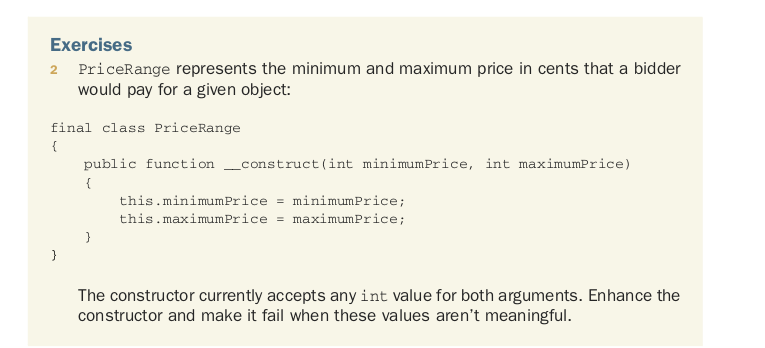 Exercises
2 PriceRange represents the minimum and maximum price in cents that a bidder
would pay for a given object:
final class PriceRange
{
    public function __construct(int minimumPrice, int maximumPrice)
    {
        this.minimumPrice = minimumPrice;
        this.maximumPrice = maximumPrice;
    }
}
The constructor currently accepts any int value for both arguments. Enhance the
constructor and make it fail when these values aren’t meaningful.